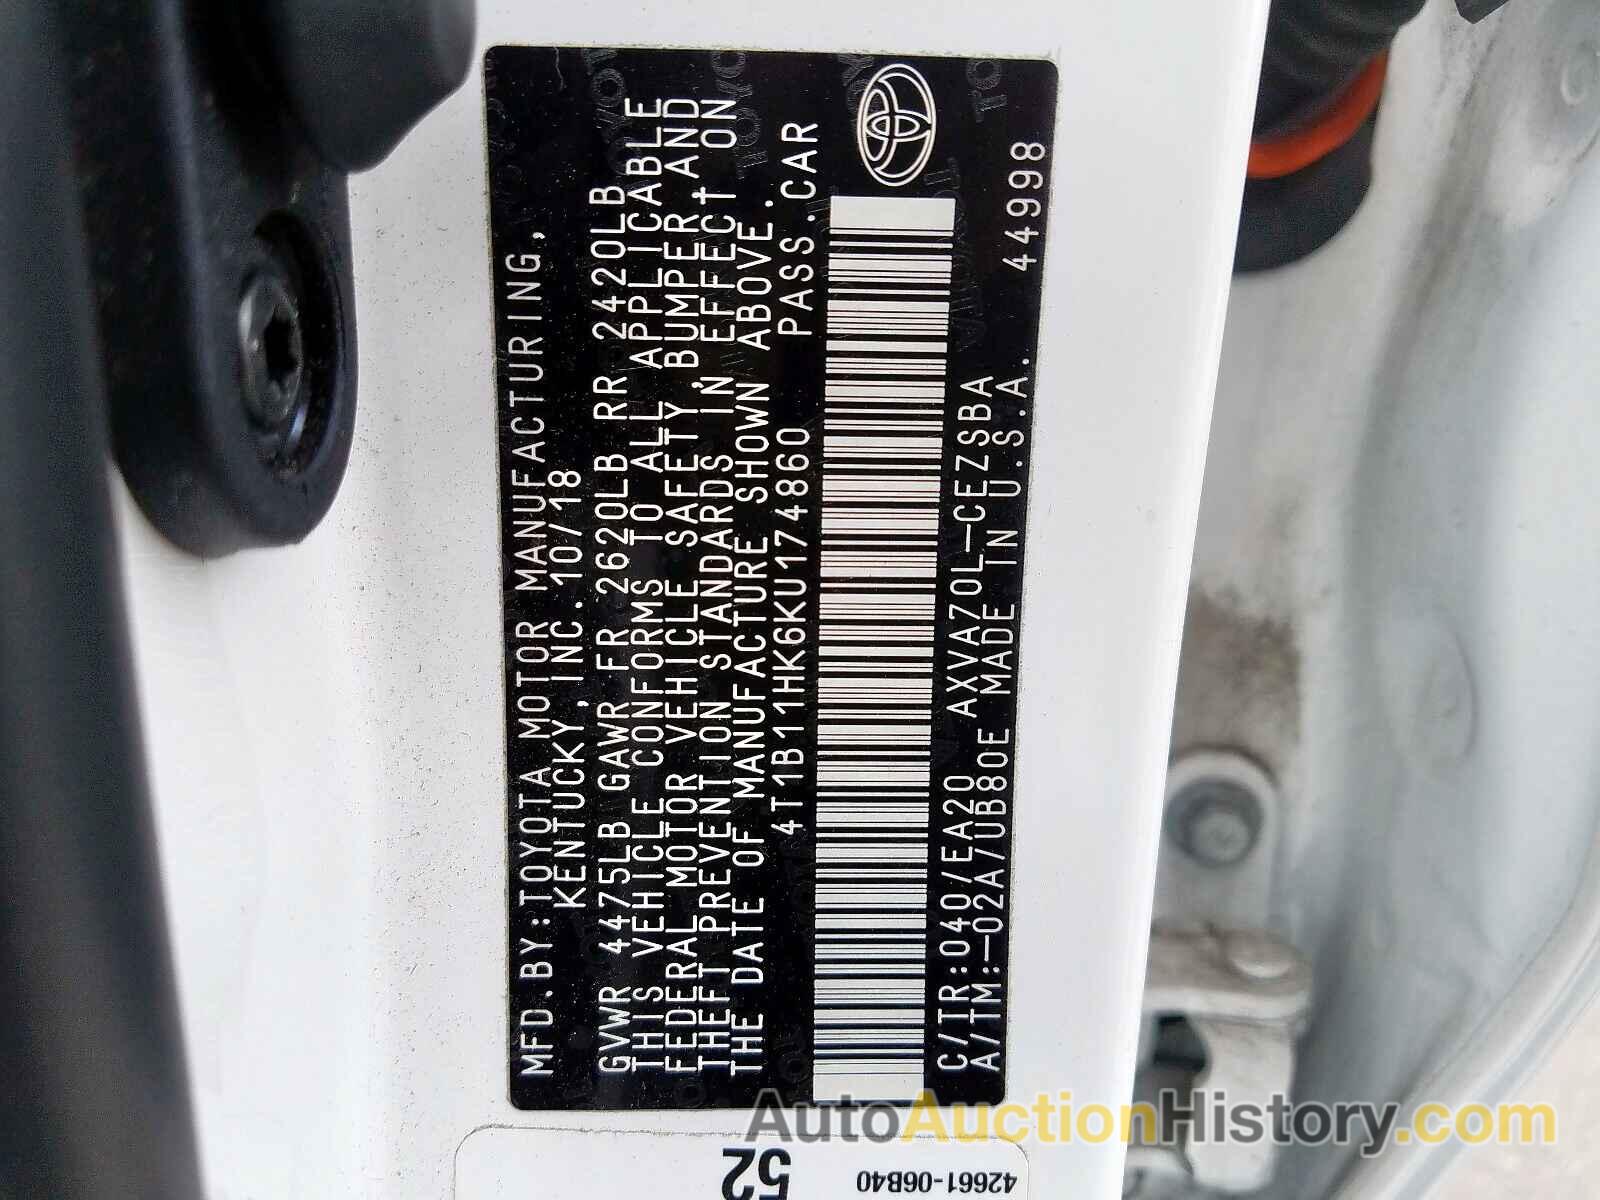 MFD.BY:TOYOTA MOTOR MANUFACTURING,
KENTUCKY,INC.10/18
GVWR 4475LB GAWR FR 2620LB RR 2420LB
THIS VEHICLE CONFORMS TO ALL APPLICABLE
FEDERAL MOTOR VEHICLE SAFETY,BUMPER,AND
THEFT PREVENTION STANDARDS IN EFFECT ON
THE DATE OF MANUFACTURE SHOWN ABOVE.
4T1B11HK6KU174860 PASS.CAR
C/TR:040/EA20 AXVA70L-CEZSBA
A/TM:-02A/UB80E MADE IN U.S.A.
44998
52
42661-06B40
AutoAuctionHistory.com